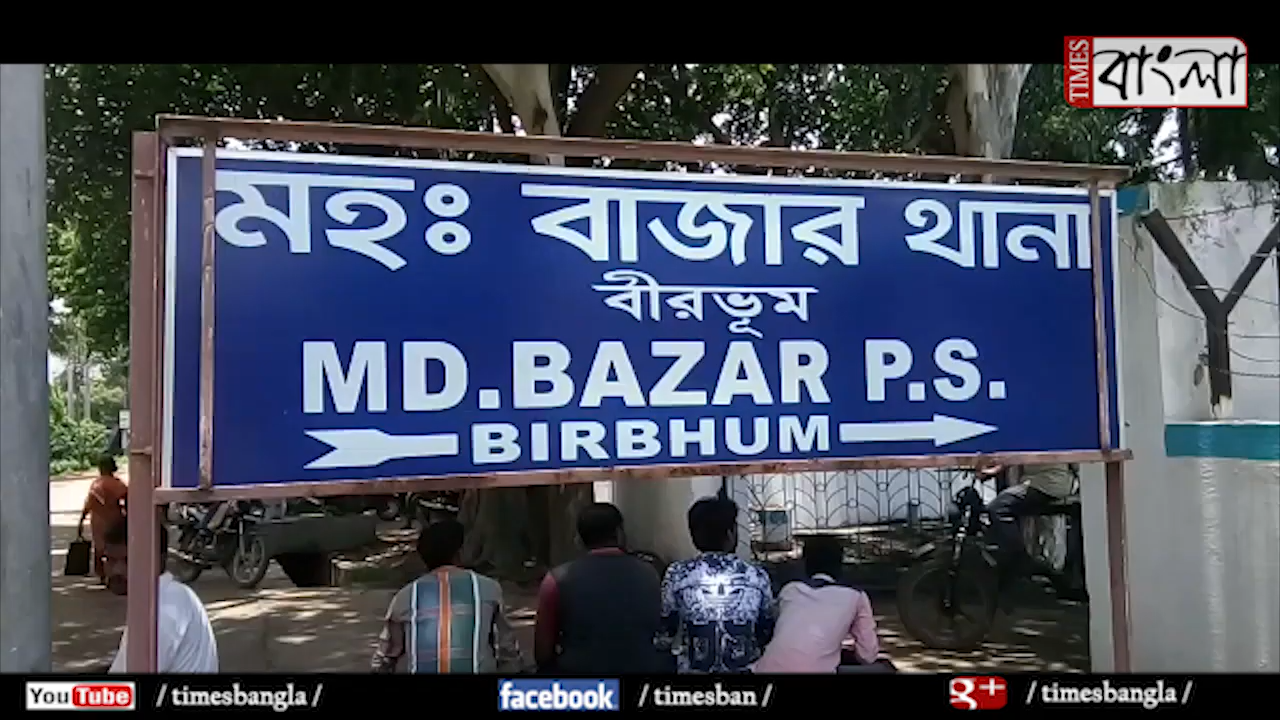 TIMES বাংলা
মহঃ বাজার থানা
বীরভূম
MD.BAZAR P.S.
BIRBHUM
YouTube / timesbangla / facebook / timesban / g+ / timesbangla /